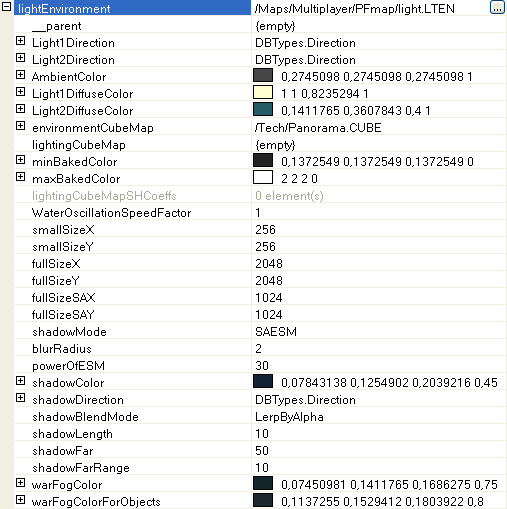 lightEnvironment /Maps/Multiplayer/PFmap/light.LTEN ...
__parent {empty}
Light1Direction DBTypes.Direction
Light2Direction DBTypes.Direction
AmbientColor 0,2745098 0,2745098 0,2745098 1
Light1DiffuseColor 1 1 0,8235294 1
Light2DiffuseColor 0,1411765 0,3607843 0,4 1
environmentCubeMap /Tech/Panorama.CUBE
lightingCubeMap {empty}
minBakedColor 0,1372549 0,1372549 0,1372549 0
maxBakedColor 2 2 2 0
lightingCubeMapSHCoeffs 0 element(s)
WaterOscillationSpeedFactor 1
smallSizeX 256
smallSizeY 256
fullSizeX 2048
fullSizeY 2048
fullSizeSAX 1024
fullSizeSAY 1024
shadowMode SAESM
blurRadius 2
powerOfESM 30
shadowColor 0,07843138 0,1254902 0,2039216 0,45
shadowDirection DBTypes.Direction
shadowBlendMode LerpByAlpha
shadowLength 10
shadowFar 50
shadowFarRange 10
warFogColor 0,07450981 0,1411765 0,1686275 0,75
warFogColorForObjects 0,1137255 0,1529412 0,1803922 0,8